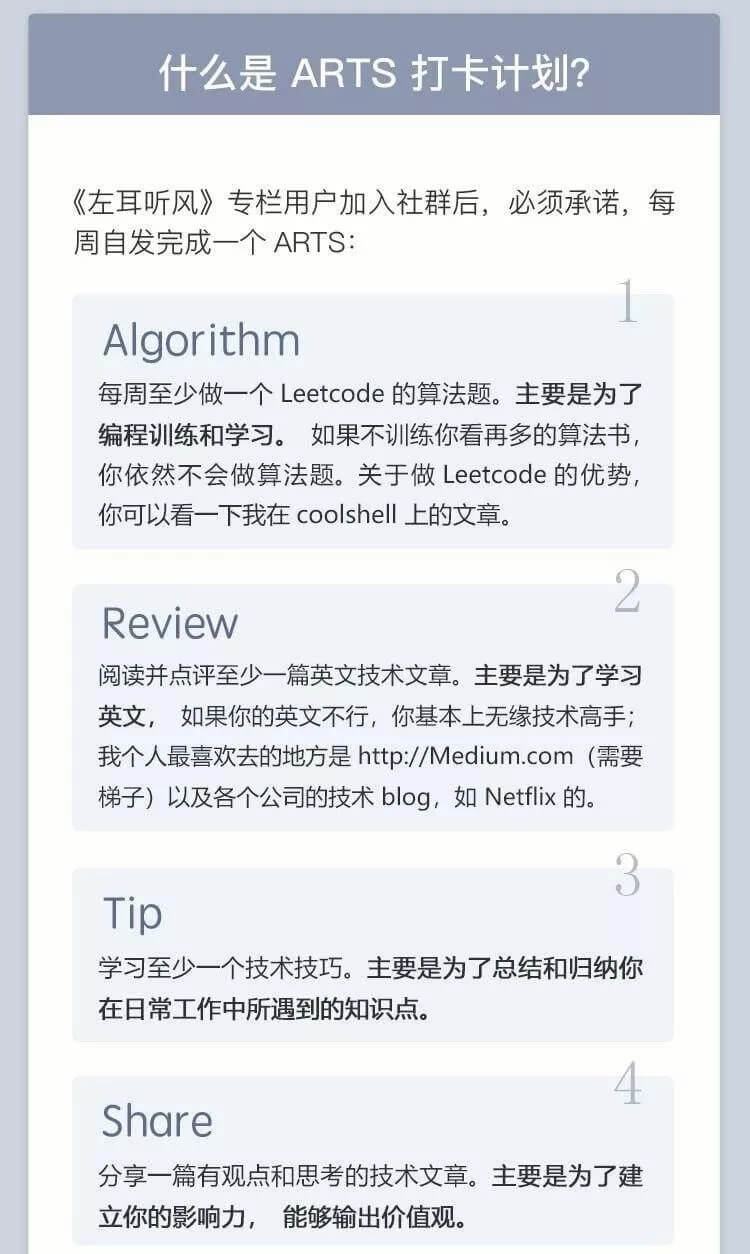 什么是 ARTS 打卡计划?
《左耳听风》专栏用户加入社群后，必须承诺，每
周自发完成一个 ARTS：
1
Algorithm
每周至少做一个 Leetcode 的算法题。主要是为了
编程训练和学习。 如果不训练你看再多的算法书，
你依然不会做算法题。关于做 Leetcode 的优势，
你可以看一下我在 coolshell 上的文章。
2
Review
阅读并点评至少一篇英文技术文章。主要是为了学习
英文， 如果你的英文不行，你基本上无缘技术高手；
我个人最喜欢去的地方是 http://Medium.com（需要
梯子）以及各个公司的技术 blog，如 Netflix 的。
3
Tip
学习至少一个技术技巧。主要是为了总结和归纳你
在日常工作中所遇到的知识点。
4
Share
分享一篇有观点和思考的技术文章。主要是为了建
立你的影响力， 能够输出价值观。